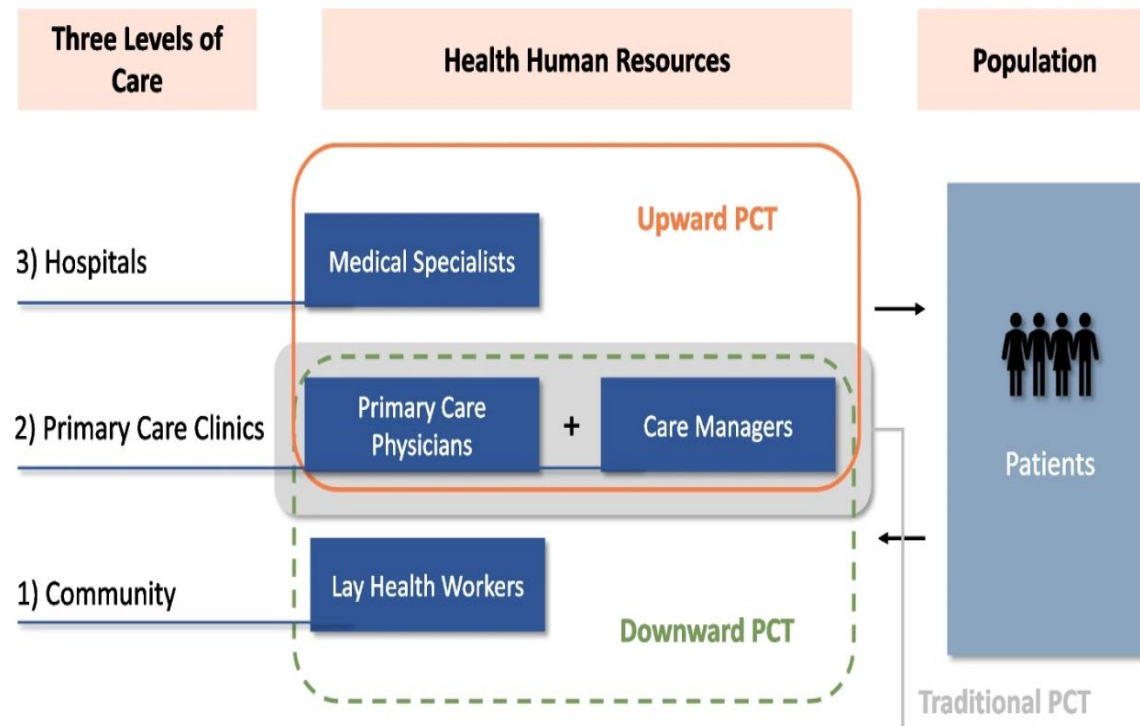 Three Levels of
Care
Health Human Resources
Population
Upward PCT
3) Hospitals
Medical Specialists
2) Primary Care Clinics
Primary Care
Physicians
+
Care Managers
Patients
1) Community
Lay Health Workers
Downward PCT
Traditional PCT